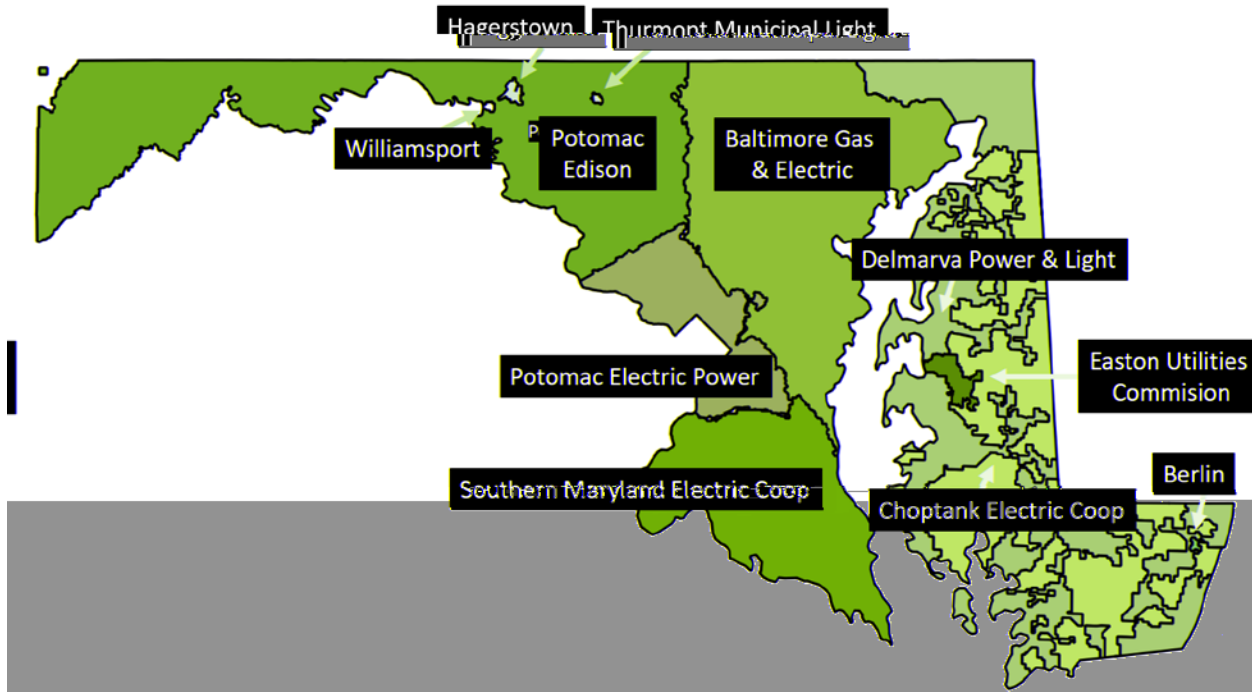 Hagerstown
Thurmont Municipal Light
Williamsport
Potomac
Edison
Baltimore Gas
& Electric
Delmarva Power & Light
Potomac Electric Power
Easton Utilities
Commision
Southern Maryland Electric Coop
Choptank Electric Coop
Berlin